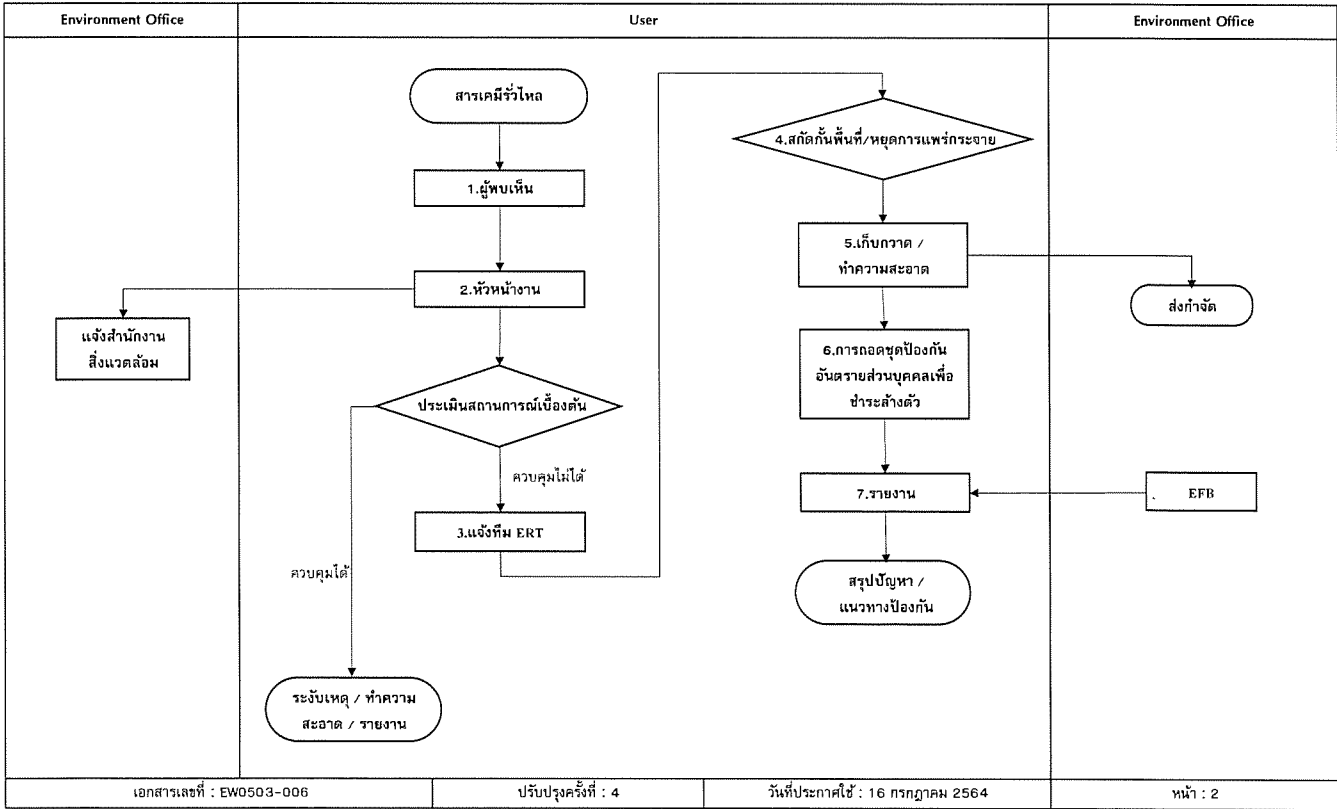 Environment Office
User
Environment Office
สารเคมีรั่วไหล
1.ผู้พบเห็น
2.หัวหน้างาน
แจ้งสำนักงาน
สิ่งแวดล้อม
ประเมินสถานการณ์เบื้องต้น
ควบคุมไม่ได้
3.แจ้งทีม ERT
ควบคุมได้
ระงับเหตุ / ทำความ
สะอาด / รายงาน
4.สกัดกั้นพื้นที่/หยุดการแพร่กระจาย
5.เก็บกวาด /
ทำความสะอาด
ส่งกำจัด
6.การถอดชุดป้องกัน
อันตรายส่วนบุคคลเพื่อ
ชำระล้างตัว
7.รายงาน
EFB
สรุปปัญหา /
แนวทางป้องกัน
เอกสารเลขที่ : EW0503-006
ปรับปรุงครั้งที่ : 4
วันที่ประกาศใช้ : 16 กรกฎาคม 2564
หน้า : 2